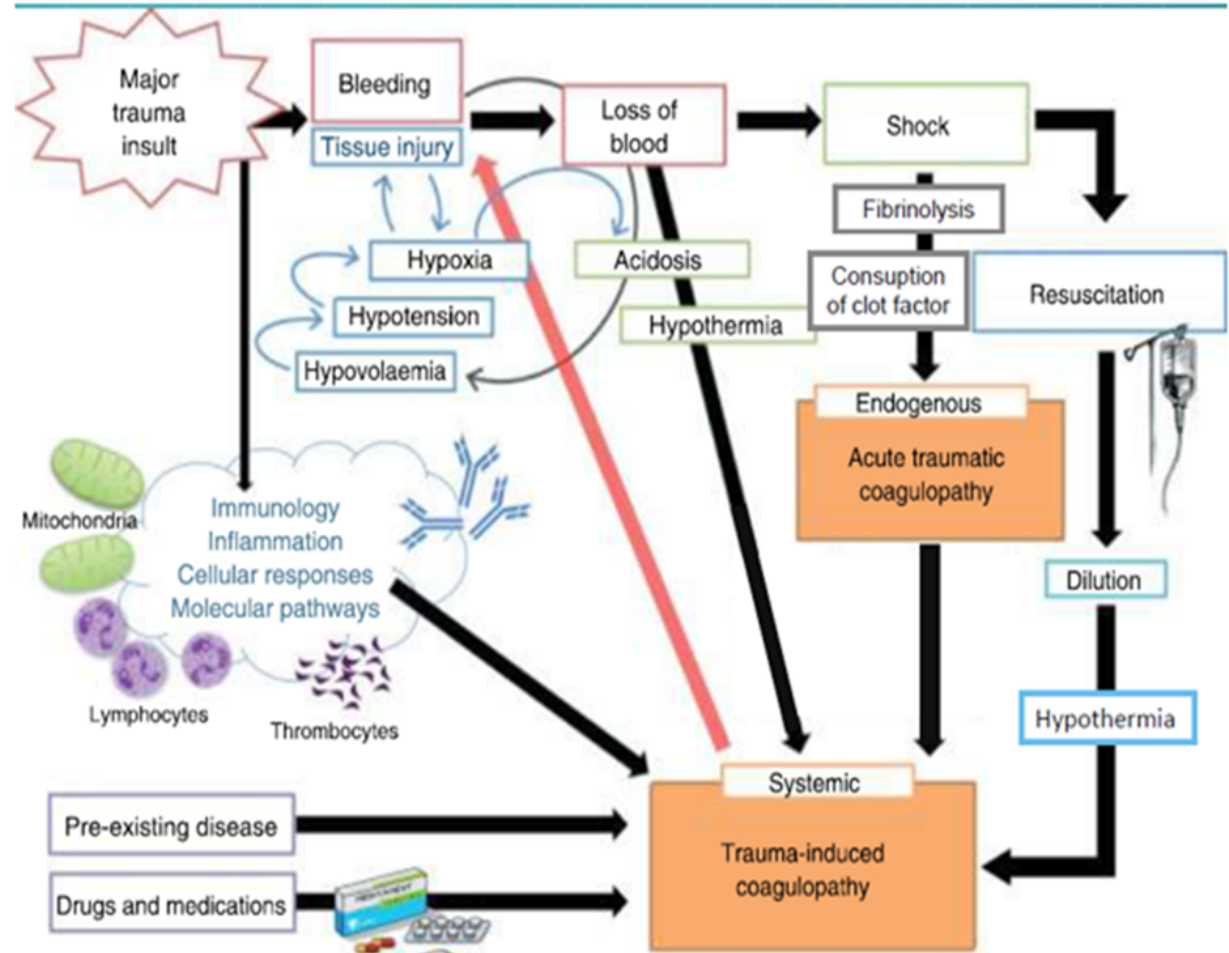 Major
trauma
insult
Bleeding
Tissue injury
Loss of
blood
Shock
Fibrinolysis
Consuption
of clot factor
Resuscitation
Hypoxia
Acidosis
Hypotension
Hypothermia
Hypovolaemia
Endogenous
Acute traumatic
coagulopathy
Mitochondria
Immunology
Inflammation
Cellular responses
Molecular pathways
Dilution
Lymphocytes
Thrombocytes
Hypothermia
Systemic
Trauma-induced
coagulopathy
Pre-existing disease
Drugs and medications